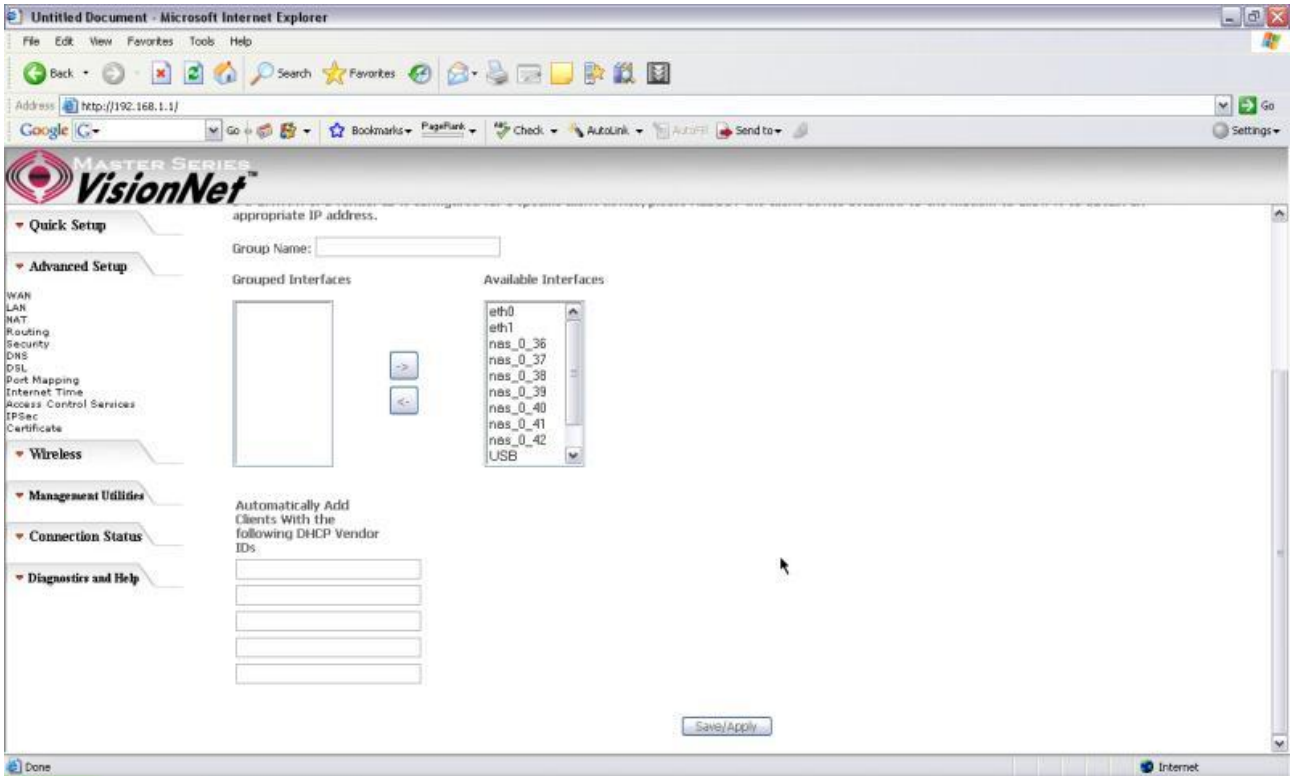 Untitled Document - Microsoft Internet Explorer
File Edit View Favorites Tools Help
Back Search Favorites
Address http://192.168.1.1/ Go
Google G Go Bookmarks PageRank Check AutoLink AutoFill Send to Settings
MASTER SERIES
VisionNet™
Quick Setup
Advanced Setup
WAN
LAN
NAT
Routing
Security
DNS
DSL
Port Mapping
Internet Time
Access Control Services
IPSec
Certificate
Wireless
Management Utilities
Connection Status
Diagnostics and Help
appropriate IP address.
Group Name:
Grouped Interfaces Available Interfaces
eth0
eth1
nas_0_36
nas_0_37
-> nas_0_38
nas_0_39
<- nas_0_40
nas_0_41
nas_0_42
USB
Automatically Add
Clients With the
following DHCP Vendor
IDs
Save/Apply
Done Internet